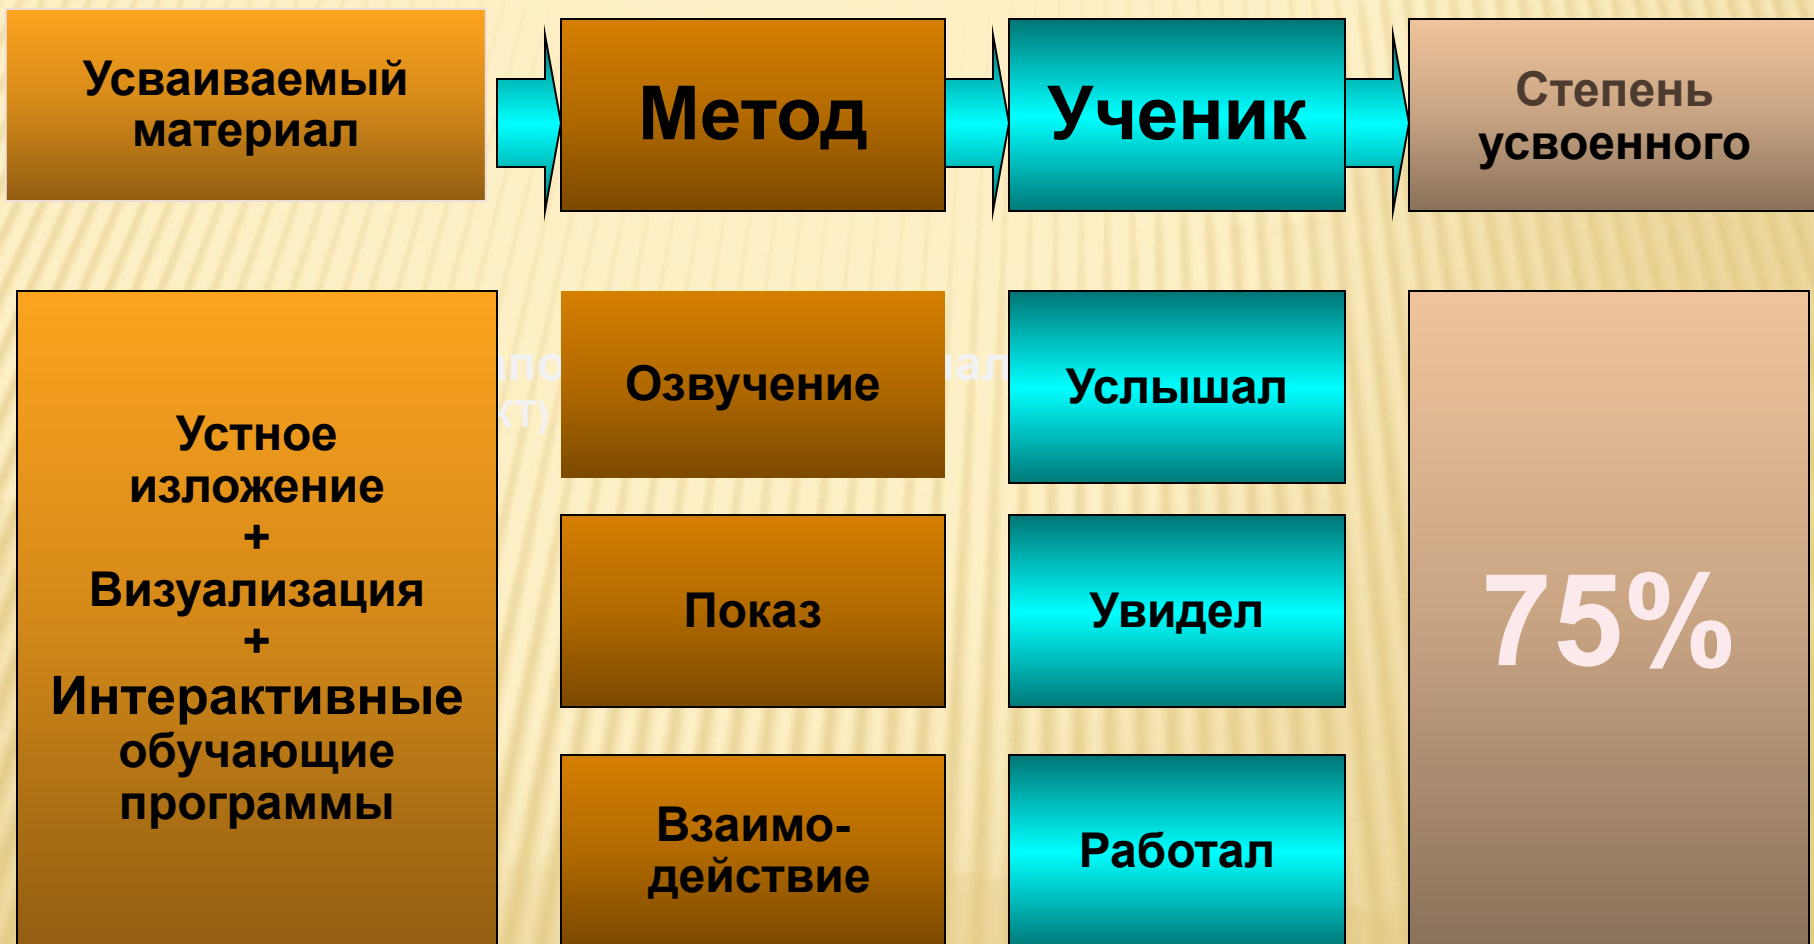 Усваиваемый
материал
Метод
Ученик
Степень
усвоенного
Устное
изложение
+
Визуализация
+
Интерактивные
обучающие
программы
Озвучение
Показ
Взаимо-
действие
Услышал
Увидел
Работал
75%